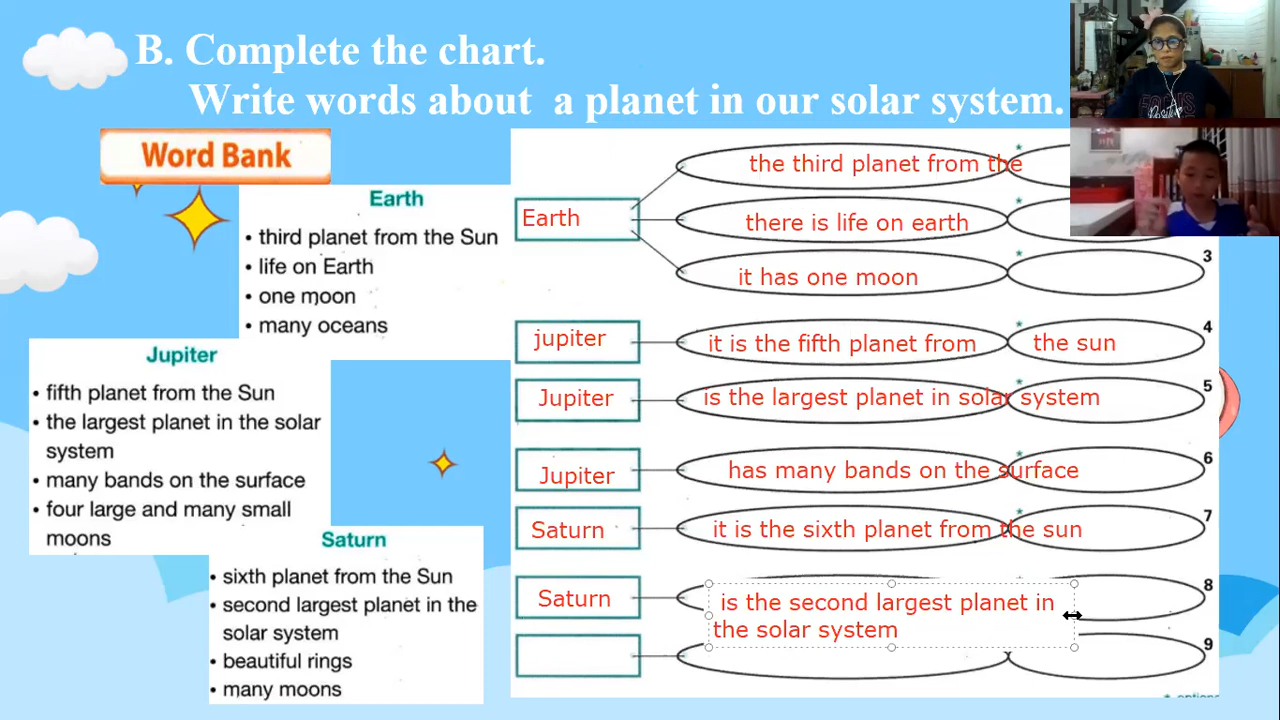 B. Complete the chart.
Write words about a planet in our solar system.
Word Bank
Earth
• third planet from the Sun
• life on Earth
• one moon
• many oceans
Jupiter
• fifth planet from the Sun
• the largest planet in the solar
system
• many bands on the surface
• four large and many small
moons
Saturn
• sixth planet from the Sun
• second largest planet in the
solar system
• beautiful rings
• many moons
Earth
the third planet from the
there is life on earth
it has one moon
3
jupiter
it is the fifth planet from the sun
4
Jupiter
is the largest planet in solar system
5
Jupiter
has many bands on the surface
6
Saturn
it is the sixth planet from the sun
7
Saturn
is the second largest planet in
the solar system
8
9
Positive